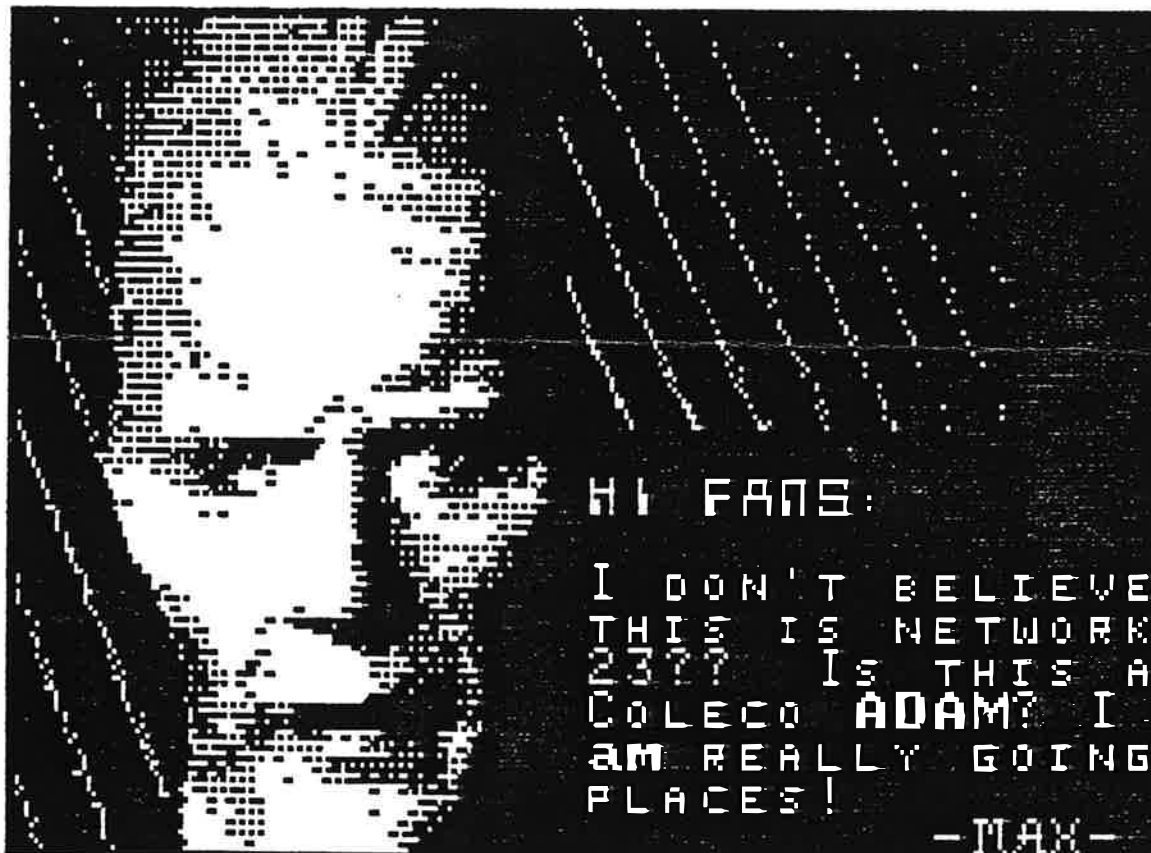 HI FANS:
I DON'T BELIEVE
THIS IS NETWORK
23?? IS THIS A
COLECO ADAM? I
am REALLY GOING
PLACES!
-MAX-